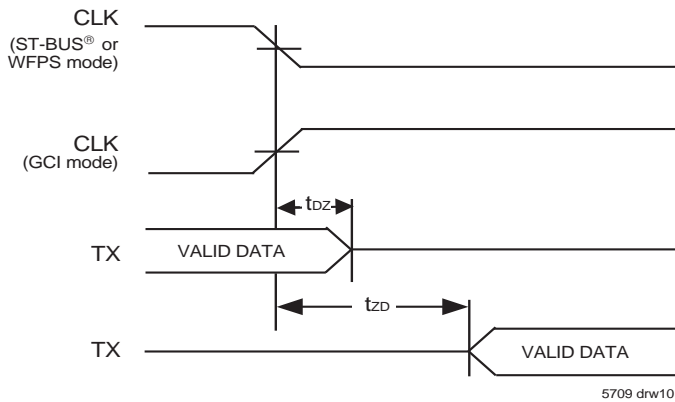 CLK
(ST-BUS® or
WFPS mode)
CLK
(GCI mode)
tDZ
TX
VALID DATA
tZD
TX
VALID DATA
5709 drw10